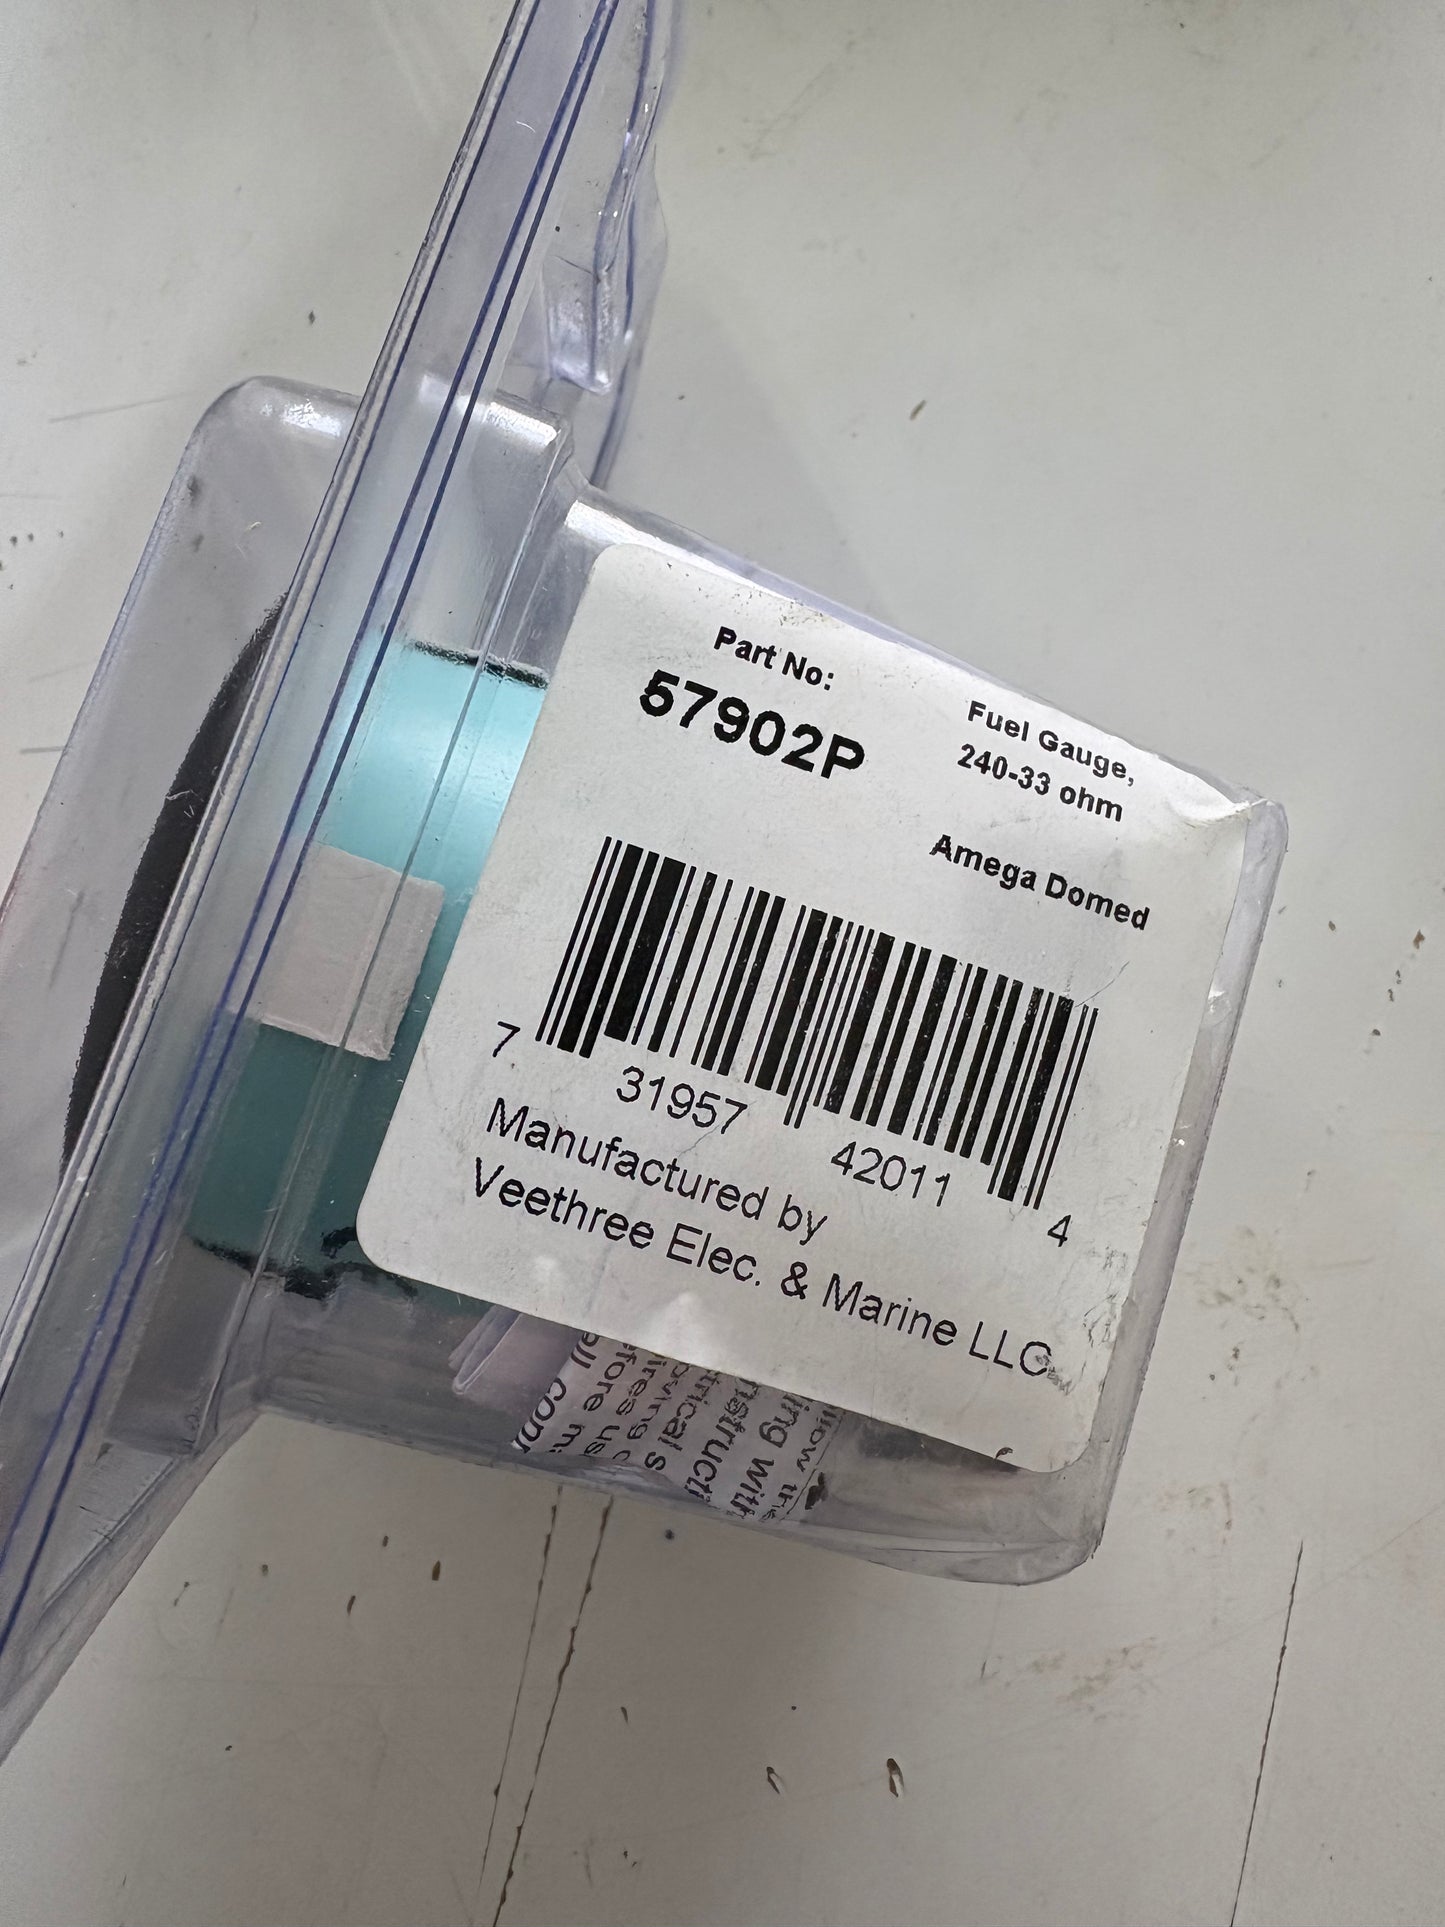 Part No:
57902P
Fuel Gauge,
240-33 ohm
Amega Domed
7 31957 42011 4
Manufactured by
Veethree Elec. & Marine LLC